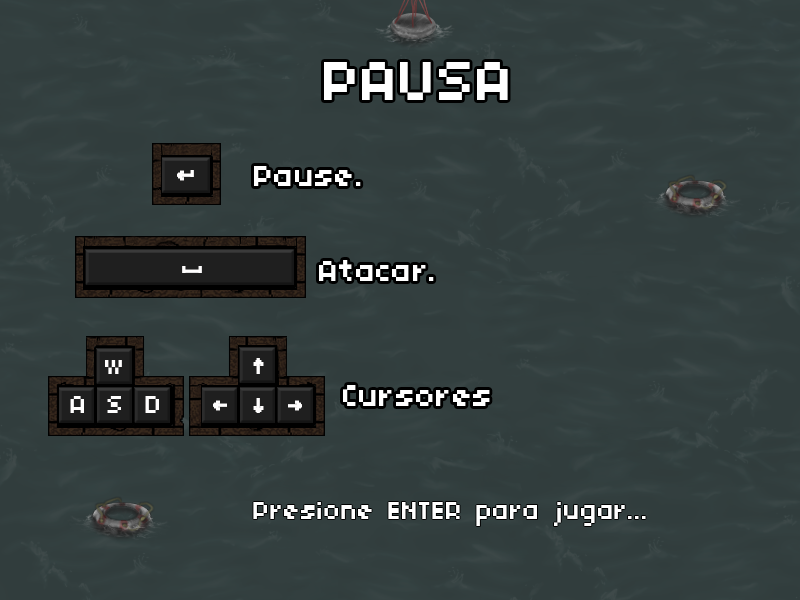 PAUSA
Pause.
Atacar.
W
A S D
Cursores
Presione ENTER para jugar...